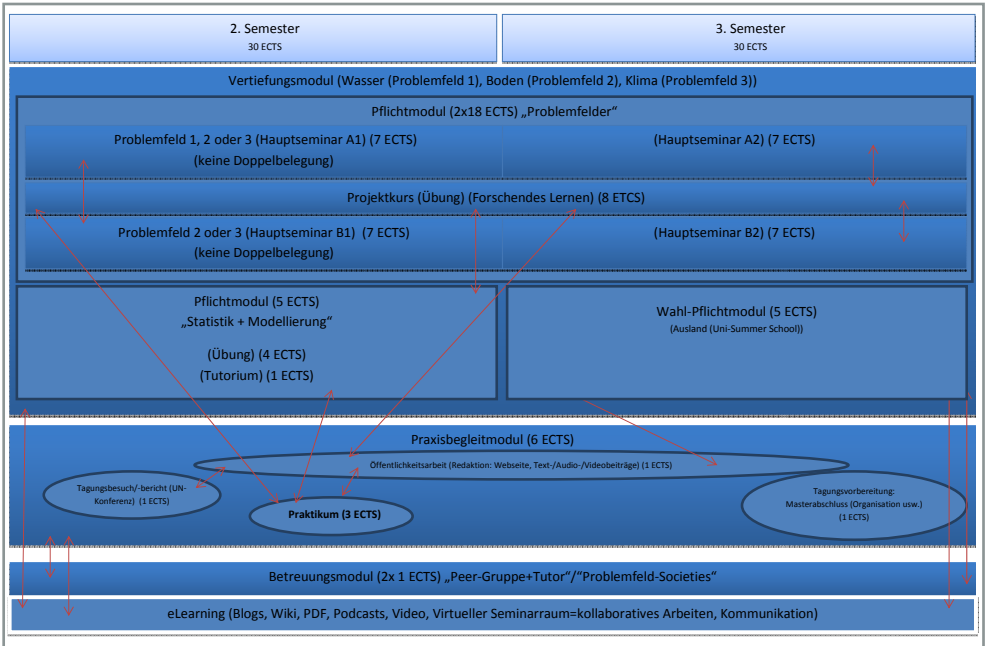 2. Semester
30 ECTS
3. Semester
30 ECTS
Vertiefungsmodul (Wasser (Problemfeld 1), Boden (Problemfeld 2), Klima (Problemfeld 3))
Pflichtmodul (2x18 ECTS) „Problemfelder“
Problemfeld 1, 2 oder 3 (Hauptseminar A1) (7 ECTS)
(keine Doppelbelegung)
(Hauptseminar A2) (7 ECTS)
Projektkurs (Übung) (Forschendes Lernen) (8 ETCS)
Problemfeld 2 oder 3 (Hauptseminar B1) (7 ECTS)
(keine Doppelbelegung)
(Hauptseminar B2) (7 ECTS)
Pflichtmodul (5 ECTS)
„Statistik + Modellierung“
(Übung) (4 ECTS)
(Tutorium) (1 ECTS)
Wahl-Pflichtmodul (5 ECTS)
(Ausland (Uni-Summer School))
Praxisbegleitmodul (6 ECTS)
Öffentlichkeitsarbeit (Redaktion: Webseite, Text-/Audio-/Videobeiträge) (1 ECTS)
Tagungsbesuch/-bericht (UN-
Konferenz) (1 ECTS)
Praktikum (3 ECTS)
Tagungsvorbereitung:
Masterabschluss (Organisation usw.)
(1 ECTS)
Betreuungsmodul (2x 1 ECTS) „Peer-Gruppe+Tutor“/“Problemfeld-Societies“
eLearning (Blogs, Wiki, PDF, Podcasts, Video, Virtueller Seminarraum=kollaboratives Arbeiten, Kommunikation)